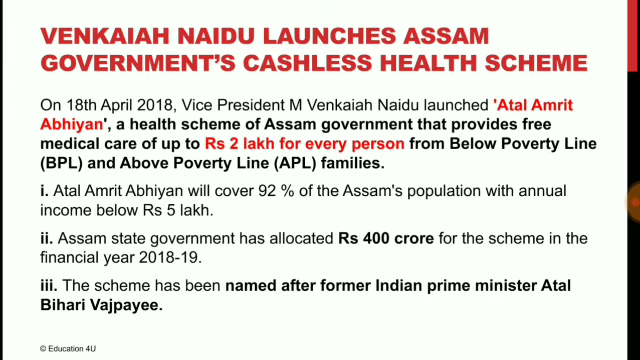 VENKAIAH NAIDU LAUNCHES ASSAM
GOVERNMENT'S CASHLESS HEALTH SCHEME
On 18th April 2018, Vice President M Venkaiah Naidu launched 'Atal Amrit
Abhiyan', a health scheme of Assam government that provides free
medical care of up to Rs 2 lakh for every person from Below Poverty Line
(BPL) and Above Poverty Line (APL) families.
i. Atal Amrit Abhiyan will cover 92 % of the Assam's population with annual
income below Rs 5 lakh.
ii. Assam state government has allocated Rs 400 crore for the scheme in the
financial year 2018-19.
iii. The scheme has been named after former Indian prime minister Atal
Bihari Vajpayee.
© Education 4U